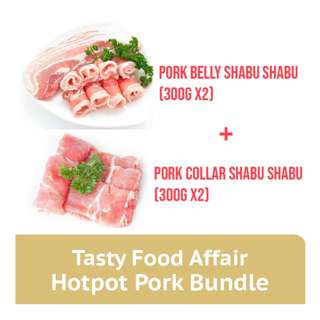 PORK BELLY SHABU SHABU
(300G X2)
+
PORK COLLAR SHABU SHABU
(300G X2)
Tasty Food Affair
Hotpot Pork Bundle